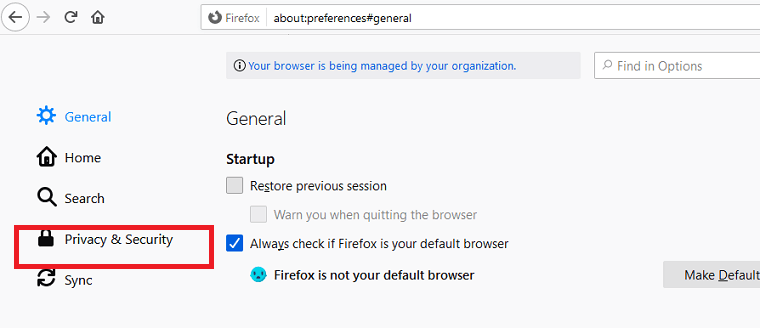 Firefox about:preferences#general
Your browser is being managed by your organization.
Find in Options
General
Home
Search
Privacy & Security
Sync
General
Startup
Restore previous session
Warn you when quitting the browser
Always check if Firefox is your default browser
Firefox is not your default browser
Make Default